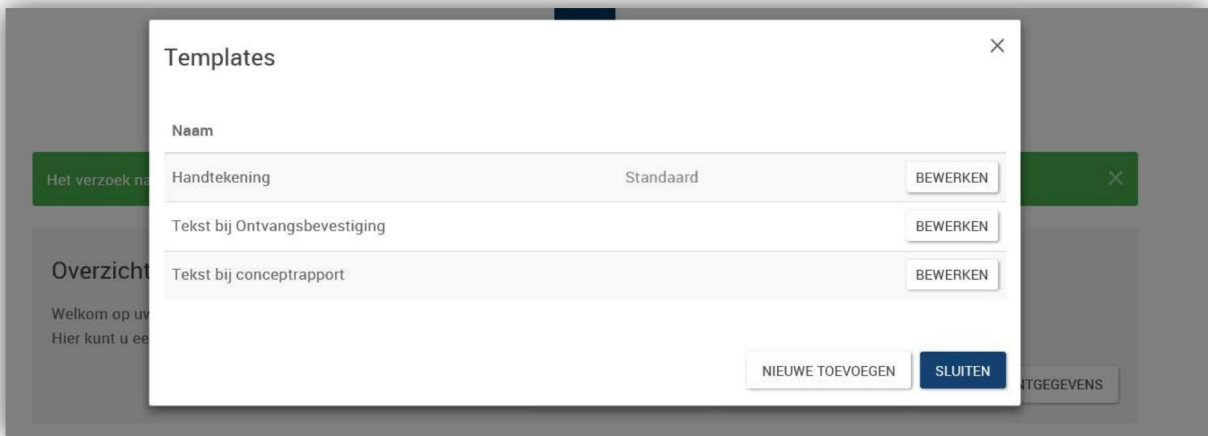 Templates
Naam
Handtekening Standaard BEWERKEN
Tekst bij Ontvangsbevestiging BEWERKEN
Tekst bij conceptrapport BEWERKEN
NIEUWE TOEVOEGEN SLUITEN
Het verzoek na
Overzicht
Welkom op uw
Hier kunt u ee
NTGEGEVENS